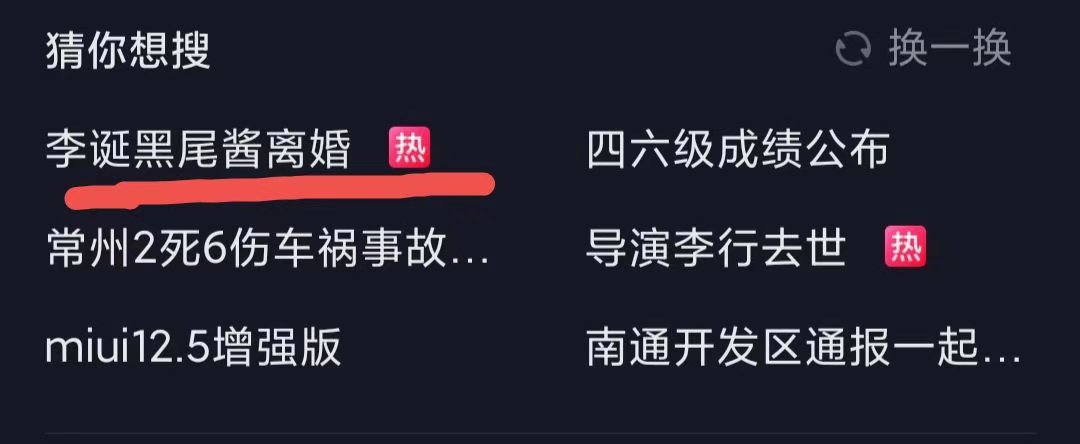 猜你想搜 换一换
李诞黑尾酱离婚 热 四六级成绩公布
常州2死6伤车祸事故... 导演李行去世 热
miui12.5增强版 南通开发区通报一起...